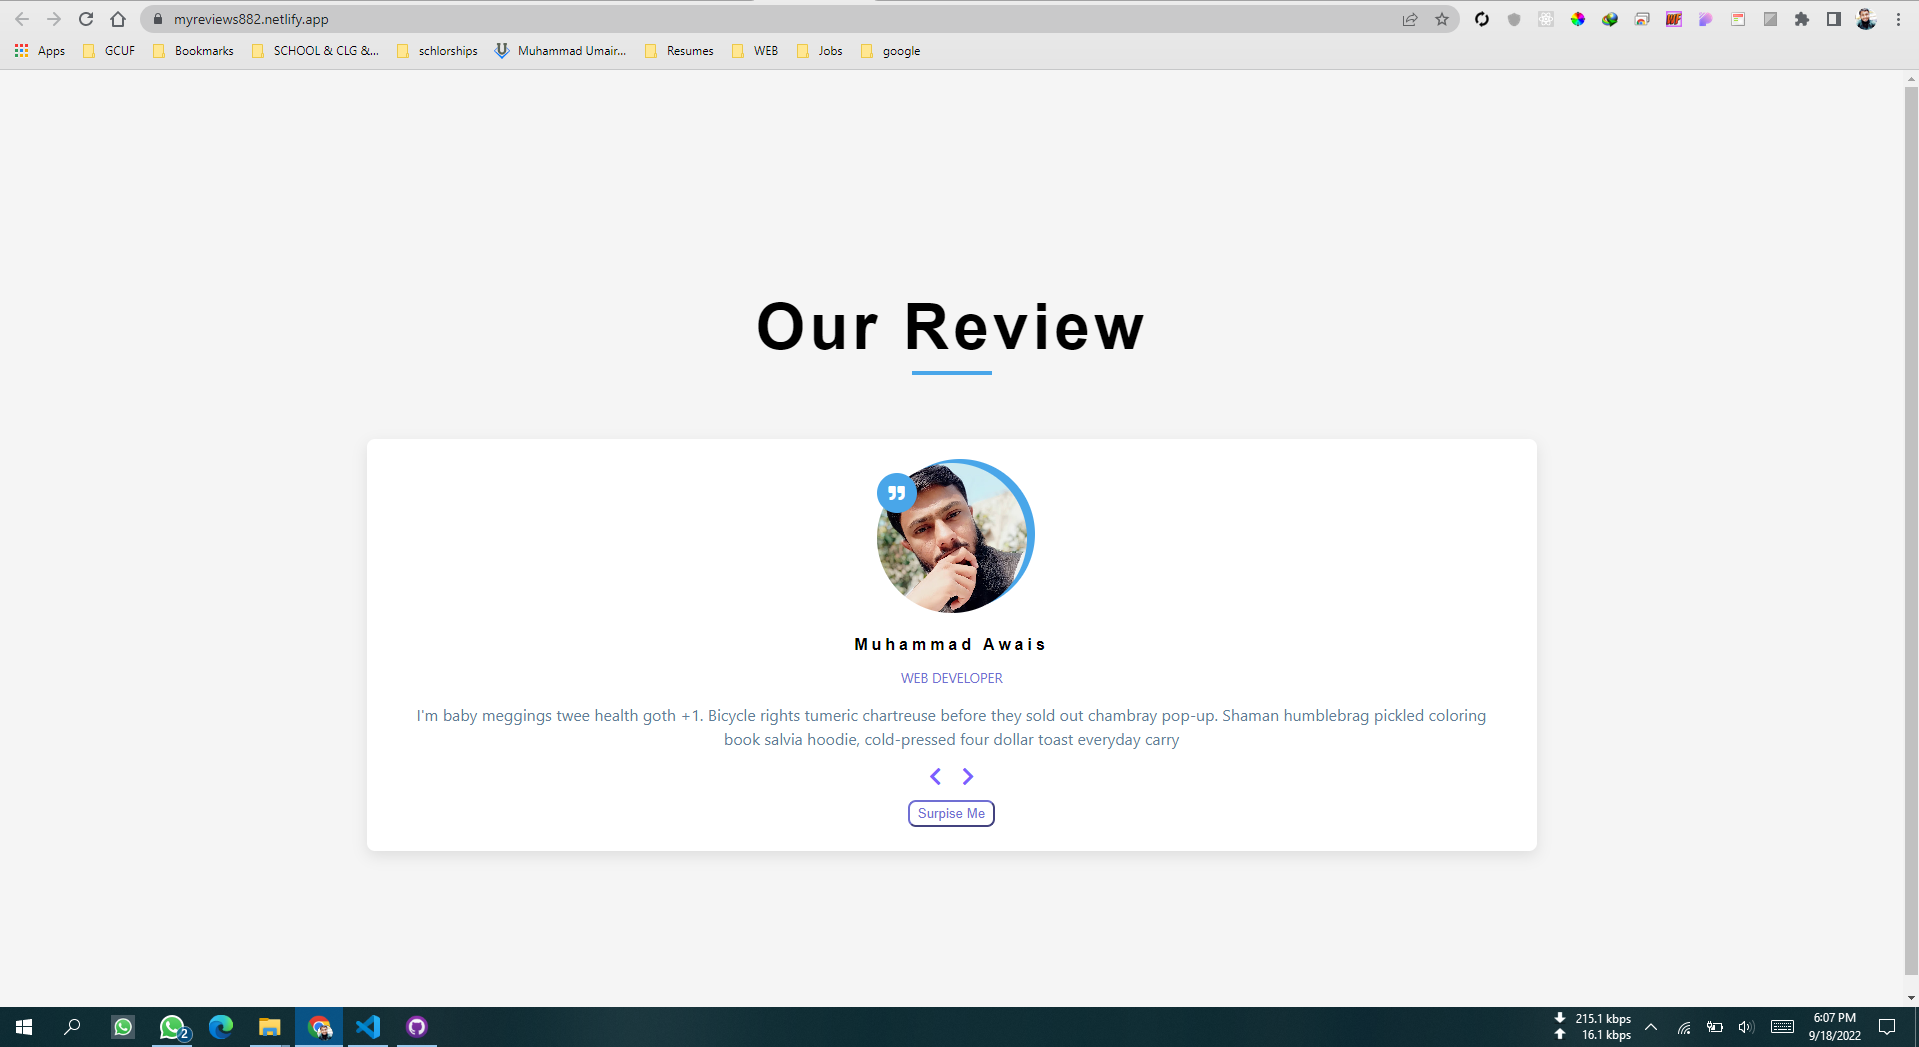 myreviews882.netlify.app
Apps GCUF Bookmarks SCHOOL & CLG &... schlorships Muhammad Umair... Resumes WEB Jobs google
Our Review
Muhammad Awais
WEB DEVELOPER
I'm baby meggings twee health goth +1. Bicycle rights tumeric chartreuse before they sold out chambray pop-up. Shaman humblebrag pickled coloring
book salvia hoodie, cold-pressed four dollar toast everyday carry
Surpise Me
2
215.1 kbps
16.1 kbps
6:07 PM
9/18/2022